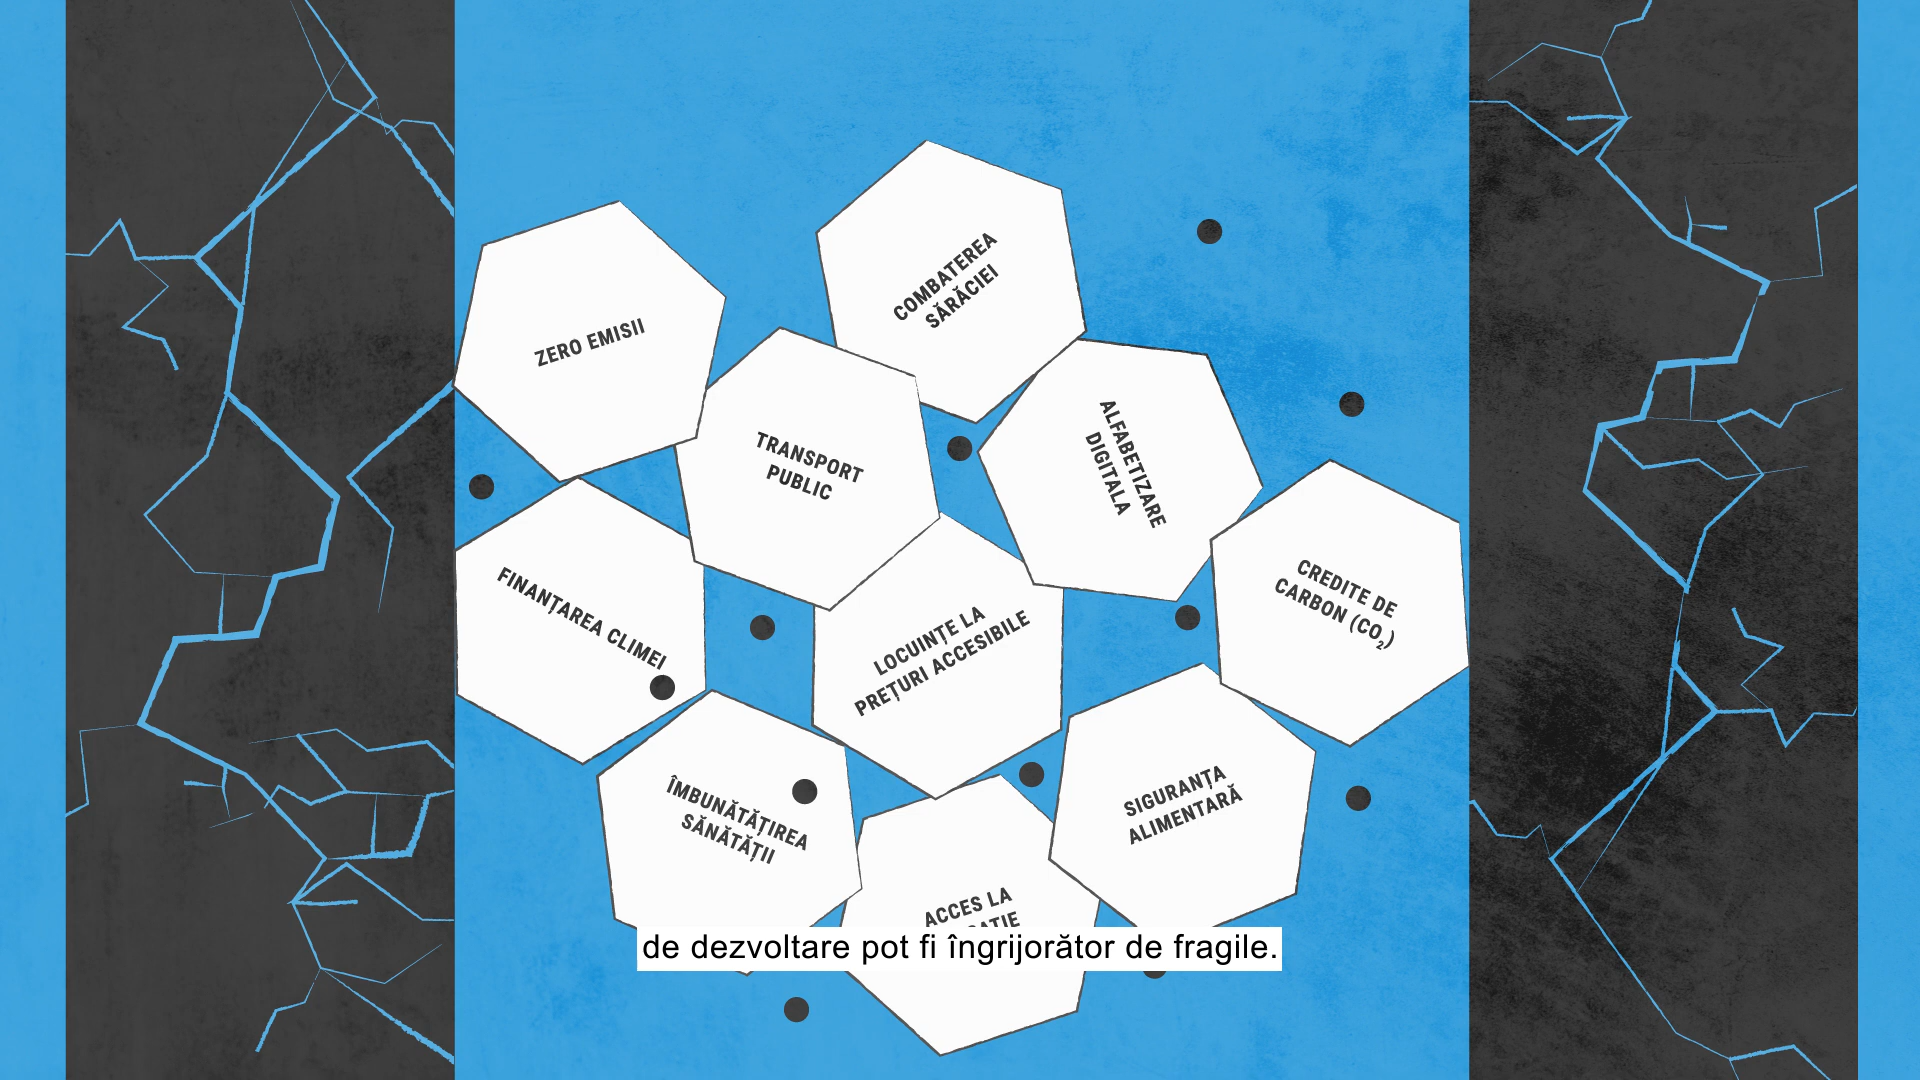 COMBATEREA
SĂRĂCIEI
ZERO EMISII
TRANSPORT
PUBLIC
ALFABETIZARE
DIGITALA
FINANȚAREA CLIMEI
LOCUINȚE LA
PREȚURI ACCESIBILE
CREDITE DE
CARBON (CO₂)
ÎMBUNĂTĂȚIREA
SĂNĂTĂȚII
SIGURANȚA
ALIMENTARĂ
ACCES LA
de dezvoltare pot fi îngrijorător de fragile.